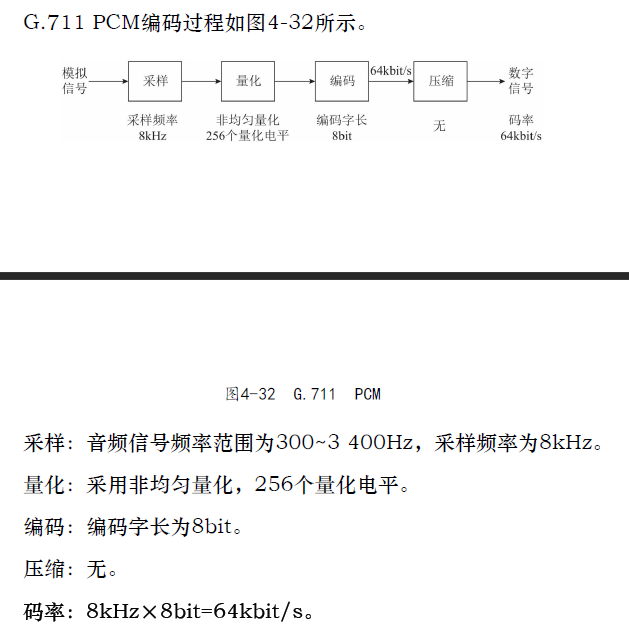 G.711 PCM编码过程如图4-32所示。
模拟信号 采样 量化 编码 64kbit/s 压缩 数字信号
采样频率 非均匀量化 编码字长 无 码率
8kHz 256个量化电平 8bit 64kbit/s
图4-32 G.711 PCM
采样：音频信号频率范围为300~3 400Hz，采样频率为8kHz。
量化：采用非均匀量化，256个量化电平。
编码：编码字长为8bit。
压缩：无。
码率：8kHz×8bit=64kbit/s。